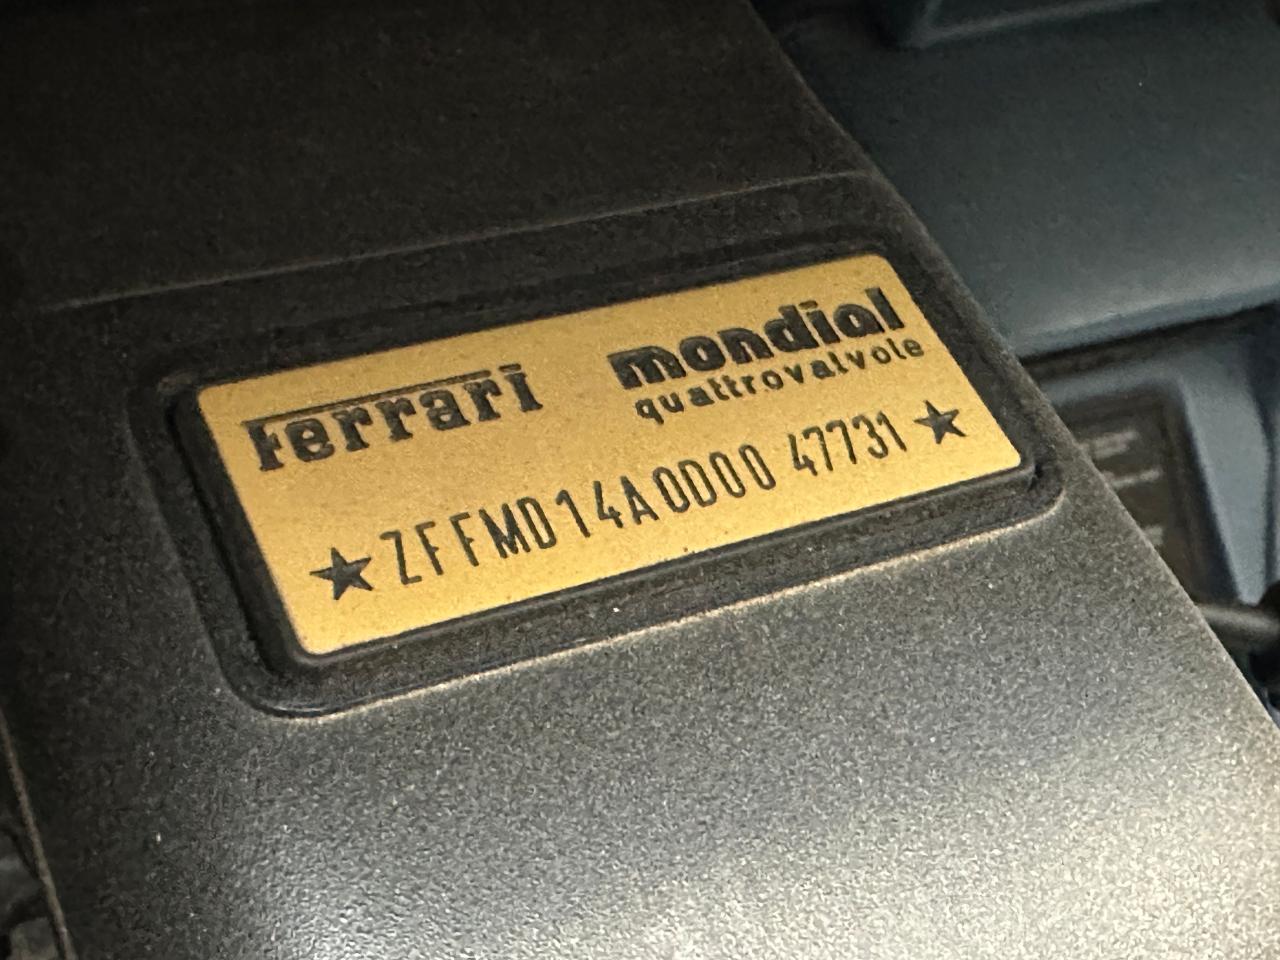 Ferrari mondial
quattrovalvole
★ZFFMD14A0D00 47731★